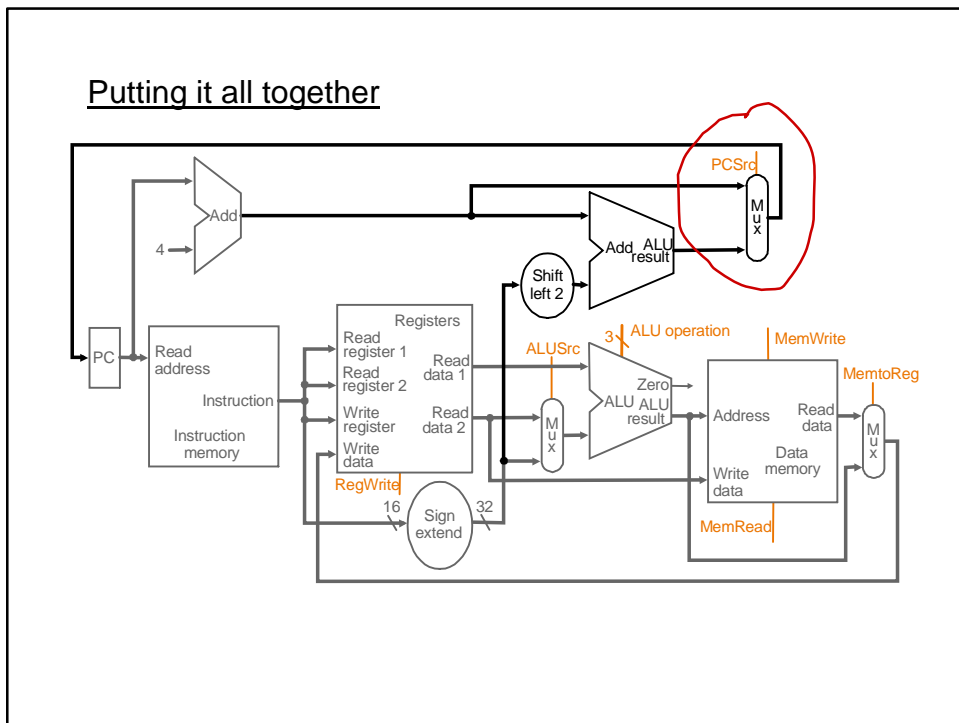 Putting it all together
PCSrc
Mux
Add
4
Add
ALU
result
Shift
left 2
PC
Read
address
Instruction
Instruction
memory
Registers
Read
register 1
Read
register 2
Write
register
Write
data
Read
data 1
Read
data 2
RegWrite
16
Sign
extend
32
ALUSrc
Mux
3
ALU operation
Zero
ALU
ALU
result
MemWrite
Address
Read
data
Data
memory
Write
data
MemRead
MemtoReg
Mux